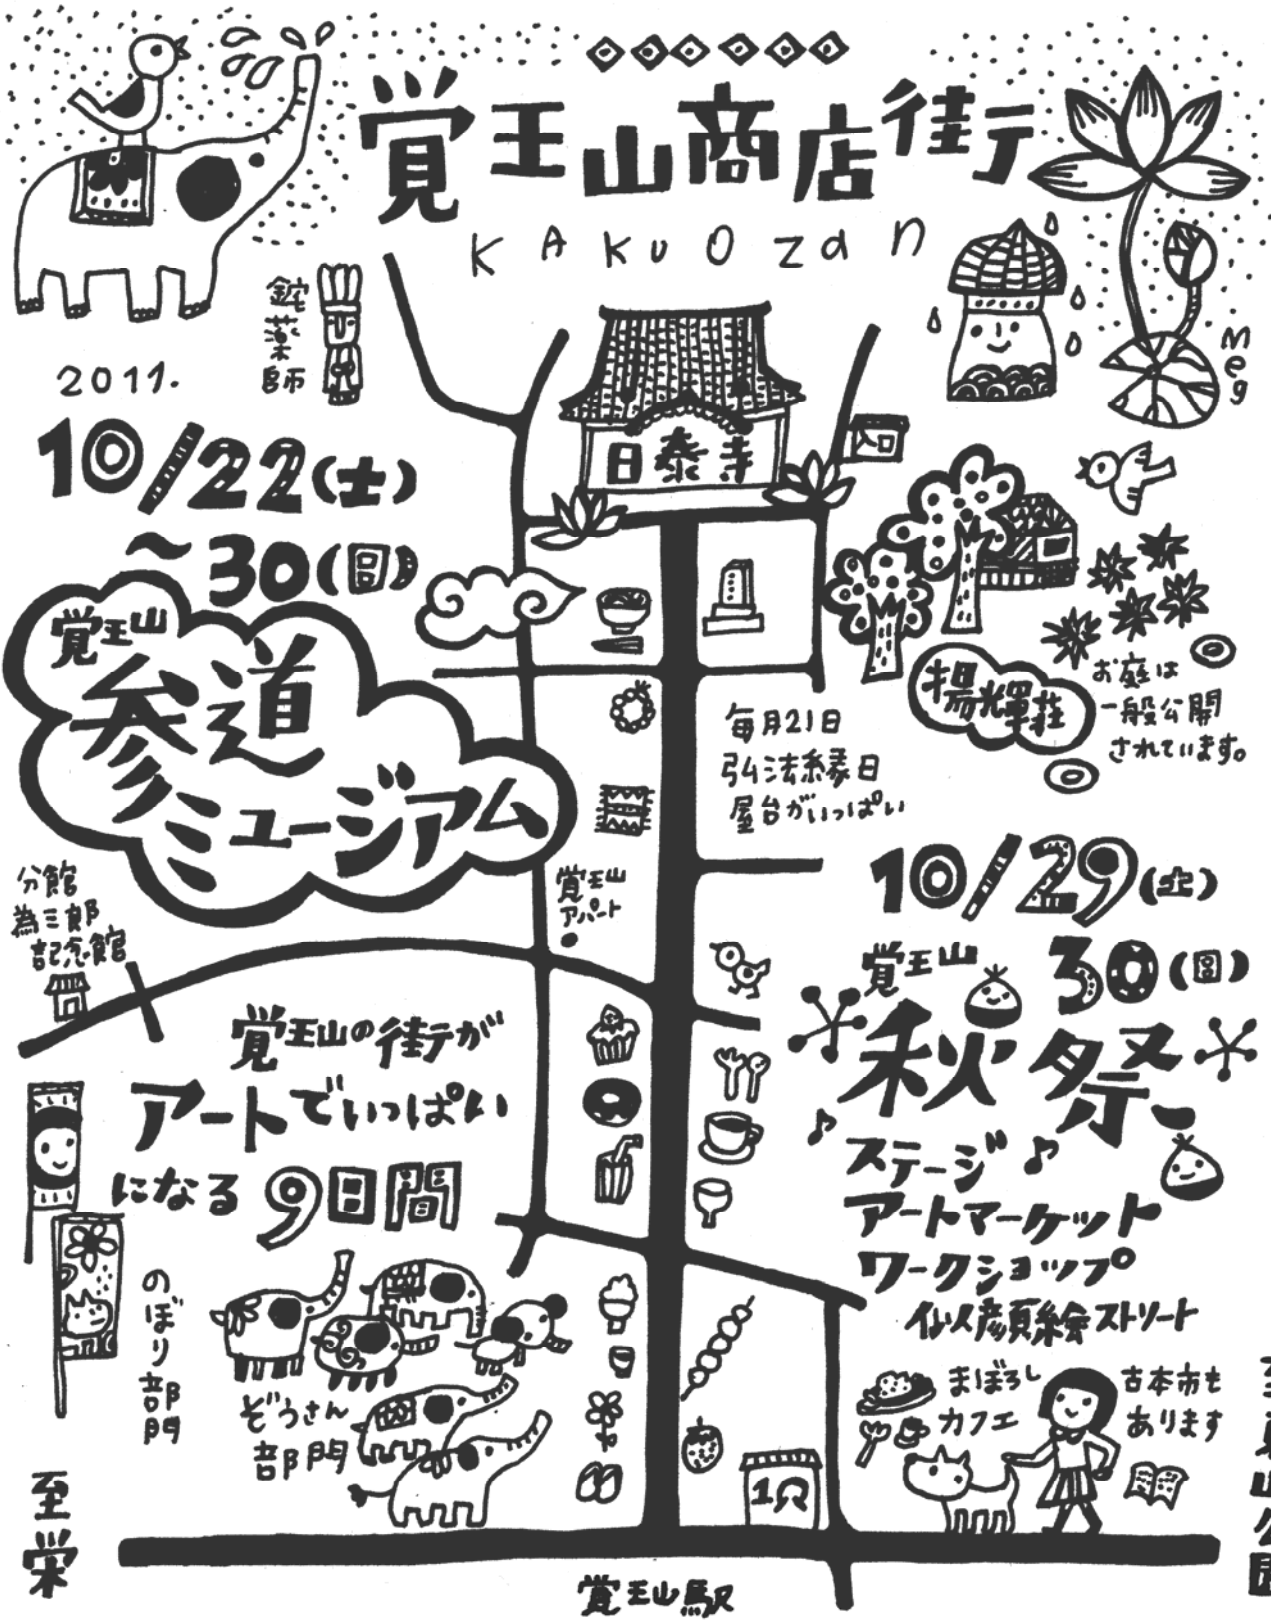 覚王山商店街
KAKUOZan
鉈薬師
meg
2011.
10/22(土)
～30(日)
覚王山
参道
ミュージアム
日泰寺
入口
揚輝荘
お庭は
一般公開
されています。
毎月21日
弘法縁日
屋台がいっぱい
分館
為三郎
記念館
覚王山
アパート
10/29(土)
30(日)
覚王山
秋祭
ステージ
アートマーケット
ワークショップ
似顔絵ストリート
覚王山の街が
アートでいっぱい
になる9日間
のぼり部門
ぞうさん
部門
まぼろし
カフェ
古本市も
あります
至栄
覚王山駅